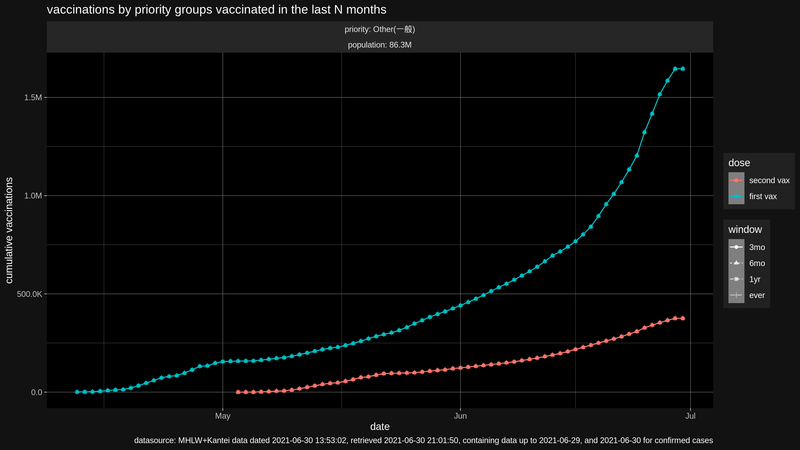 vaccinations by priority groups vaccinated in the last N months
priority: Other(一般)
population: 86.3M
cumulative vaccinations
1.5M
1.0M
500.0K
0.0
May
Jun
Jul
date
dose
second vax
first vax
window
3mo
6mo
1yr
ever
datasource: MHLW+Kantei data dated 2021-06-30 13:53:02, retrieved 2021-06-30 21:01:50, containing data up to 2021-06-29, and 2021-06-30 for confirmed cases